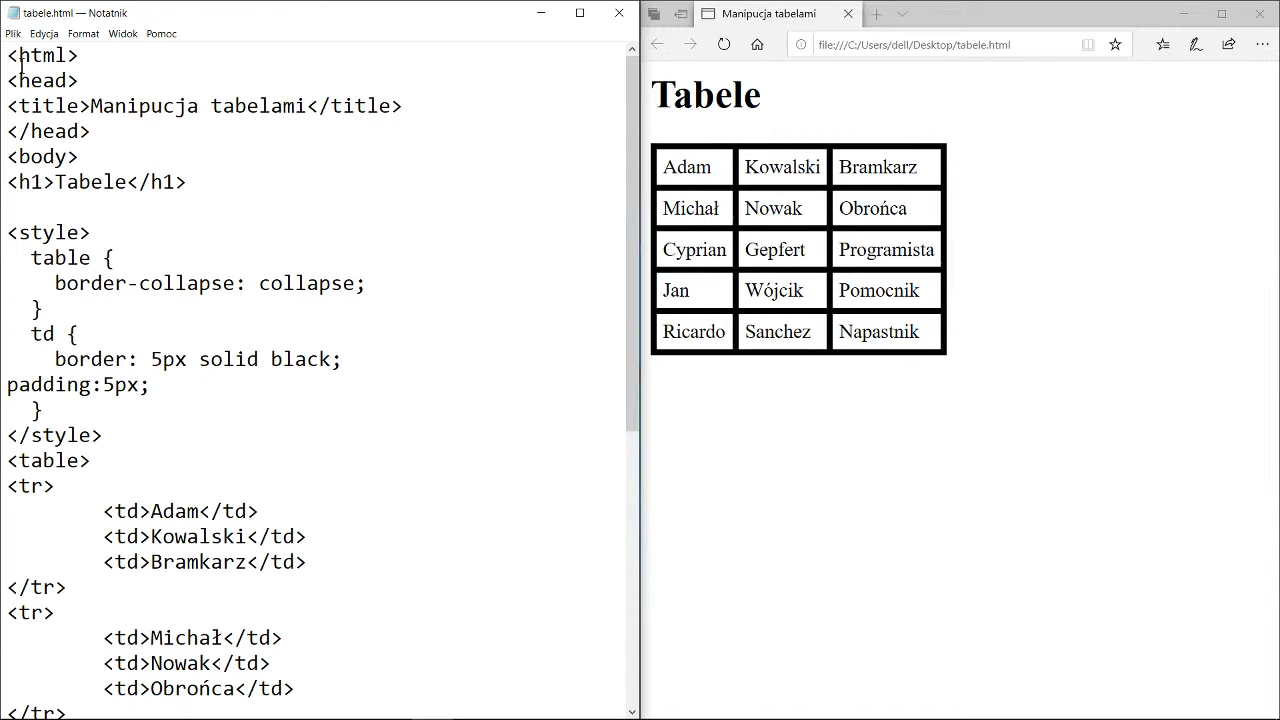 tabele.html — Notatnik
Plik Edycja Format Widok Pomoc
<html>
<head>
<title>Manipucja tabelami</title>
</head>
<body>
<h1>Tabele</h1>
<style>
table {
border-collapse: collapse;
}
td {
border: 5px solid black;
padding:5px;
}
</style>
<table>
<tr>
<td>Adam</td>
<td>Kowalski</td>
<td>Bramkarz</td>
</tr>
<tr>
<td>Michał</td>
<td>Nowak</td>
<td>Obrońca</td>
</tr>
Manipucja tabelami
file:///C:/Users/dell/Desktop/tabele.html
Tabele
Adam Kowalski Bramkarz
Michał Nowak Obrońca
Cyprian Gepfert Programista
Jan Wójcik Pomocnik
Ricardo Sanchez Napastnik